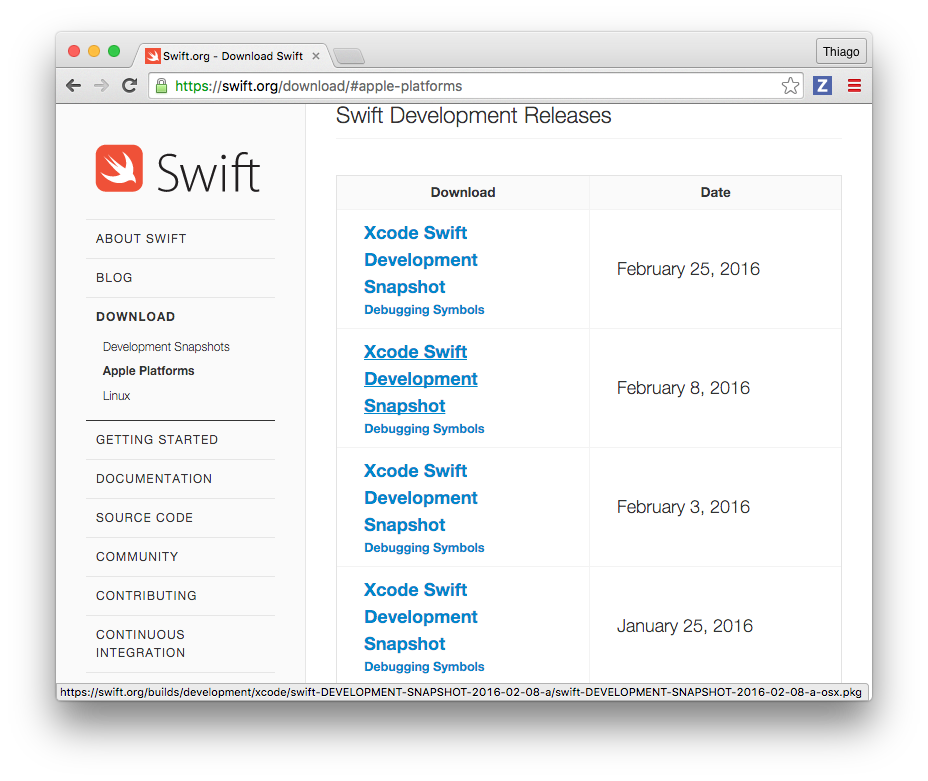 Swift.org - Download Swift
Thiago
https://swift.org/download/#apple-platforms
Z
Swift
ABOUT SWIFT
BLOG
DOWNLOAD
Development Snapshots
Apple Platforms
Linux
GETTING STARTED
DOCUMENTATION
SOURCE CODE
COMMUNITY
CONTRIBUTING
CONTINUOUS
INTEGRATION
Swift Development Releases
Download Date
Xcode Swift
Development
Snapshot
Debugging Symbols
February 25, 2016
Xcode Swift
Development
Snapshot
Debugging Symbols
February 8, 2016
Xcode Swift
Development
Snapshot
Debugging Symbols
February 3, 2016
Xcode Swift
Development
Snapshot
Debugging Symbols
January 25, 2016
https://swift.org/builds/development/xcode/swift-DEVELOPMENT-SNAPSHOT-2016-02-08-a/swift-DEVELOPMENT-SNAPSHOT-2016-02-08-a-osx.pkg